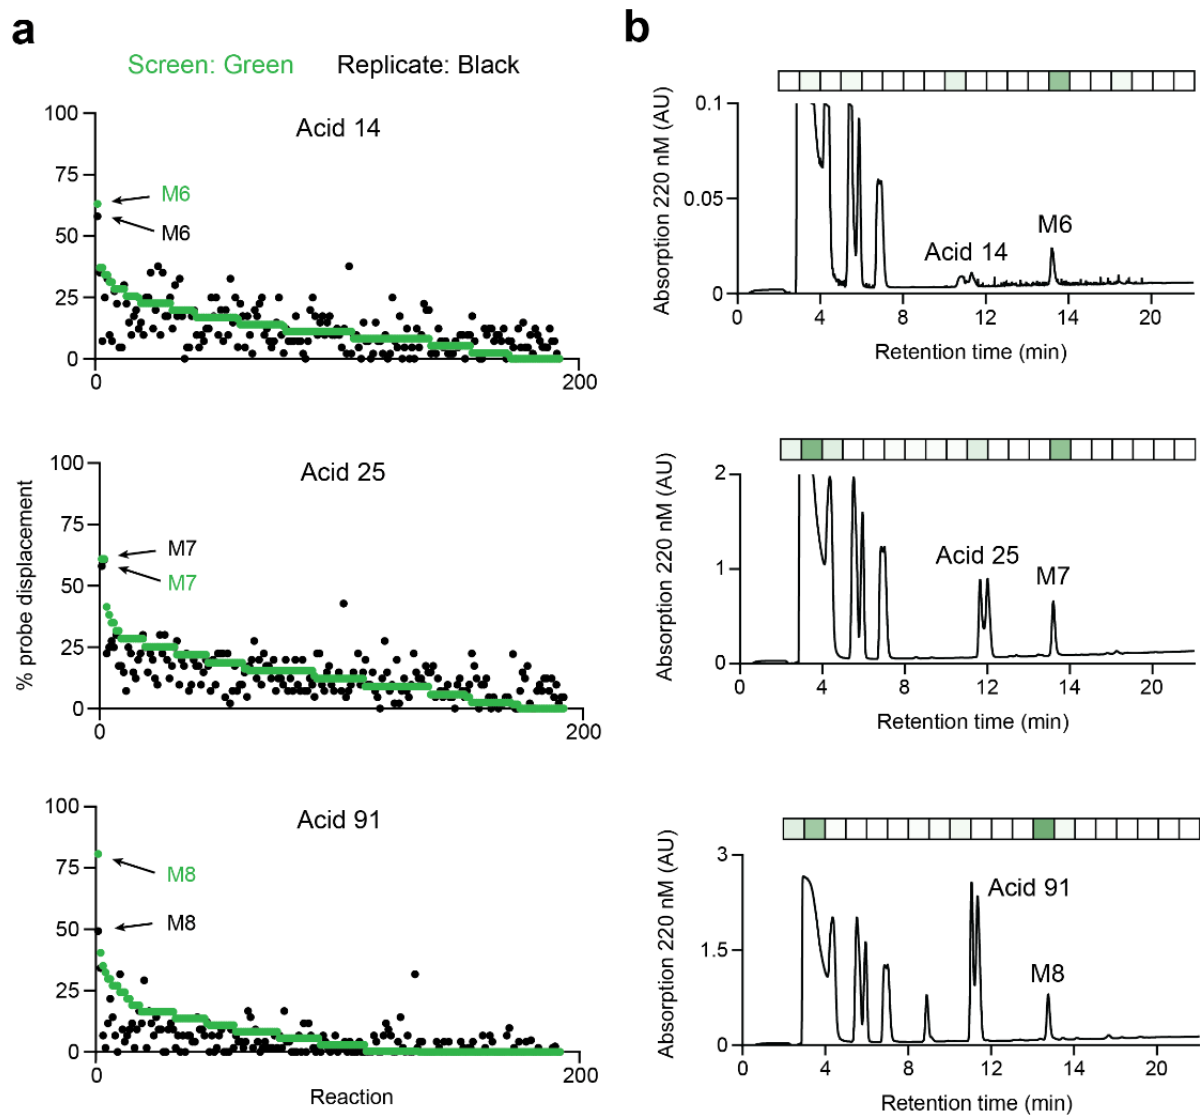 a
Screen: Green Replicate: Black
100
75
50
25
0
0
200
Acid 14
M6
M6
% probe displacement
100
75
50
25
0
0
200
Acid 25
M7
M7
100
75
50
25
0
0
200
Acid 91
M8
M8
Reaction
b
Absorption 220 nM (AU)
0.1
0.05
0
0 4 8 12 14 20
Acid 14
M6
Retention time (min)
Absorption 220 nM (AU)
2
1
0
0 4 8 12 14 20
Acid 25
M7
Retention time (min)
Absorption 220 nM (AU)
3
1.5
0
0 4 8 12 14 20
Acid 91
M8
Retention time (min)